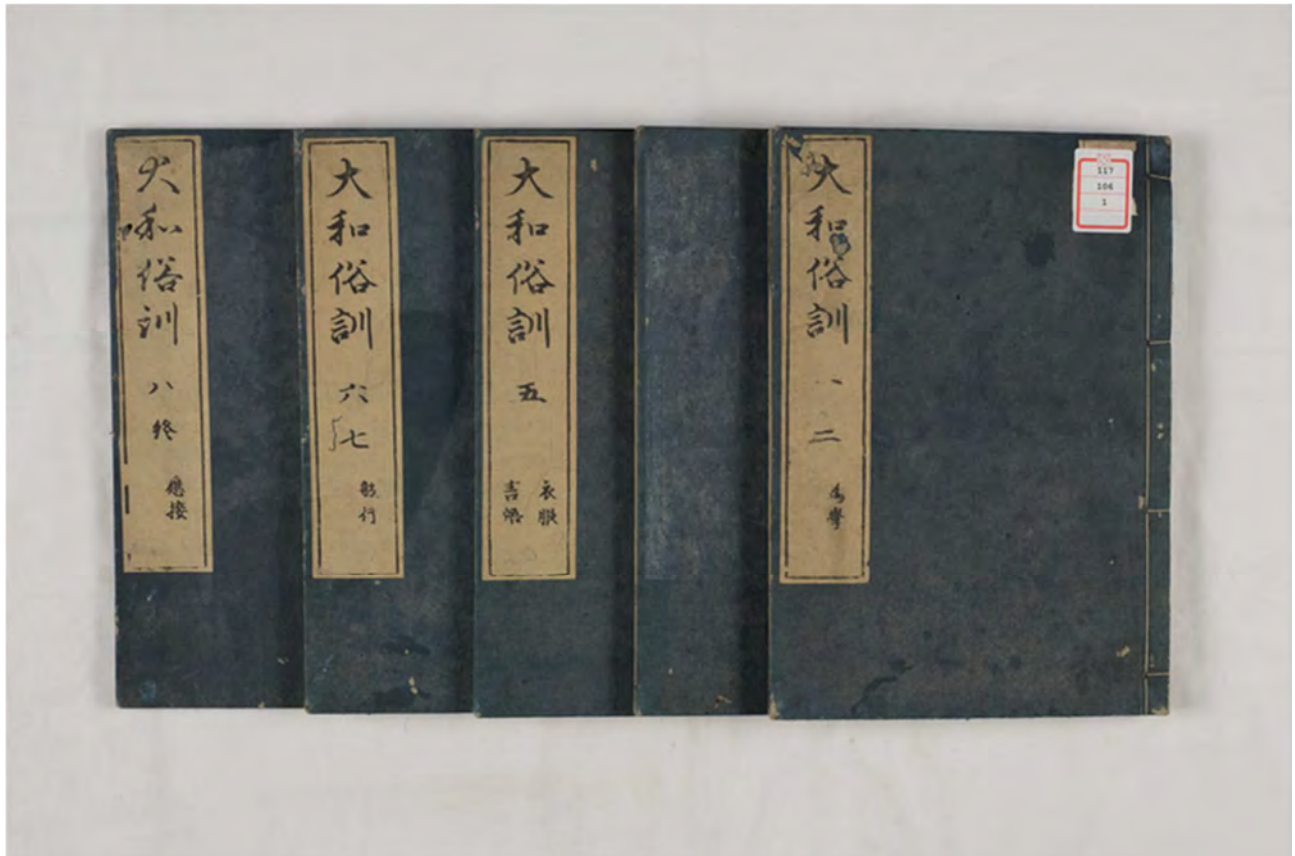 大和俗訓 一 二
為學
117
106
1
大和俗訓 五
衣服
言語
大和俗訓 六 七
躬行
大和俗訓 八終
應接